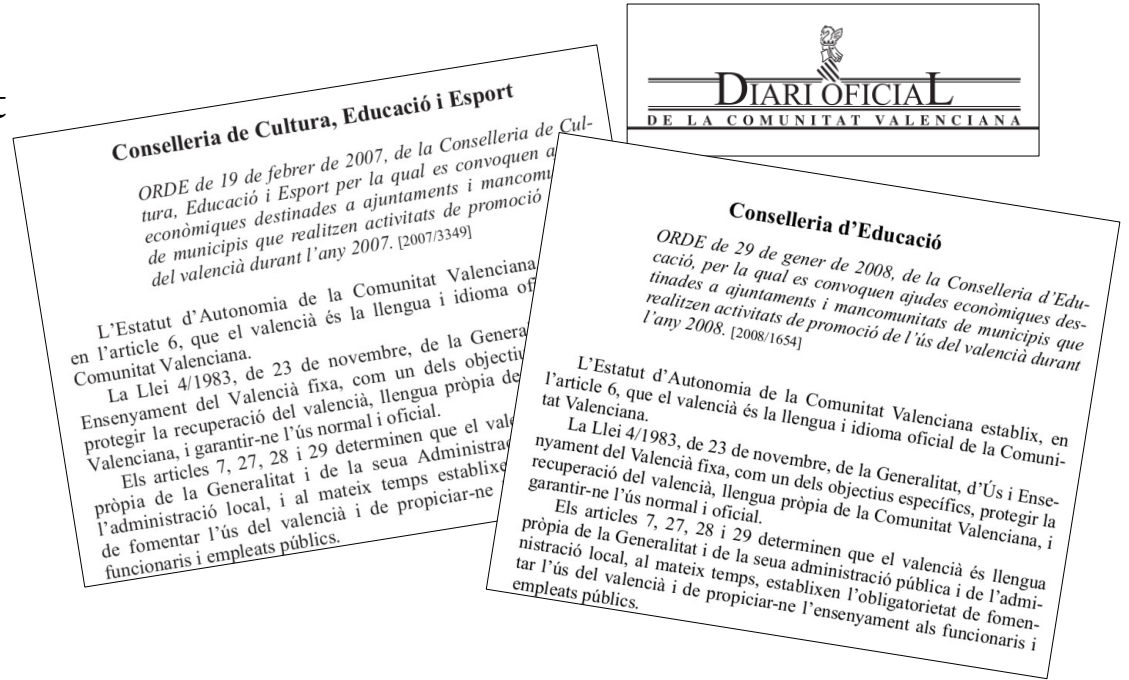 t
DIARI OFICIAL
DE LA COMUNITAT VALENCIANA
Conselleria de Cultura, Educació i Esport
ORDE de 19 de febrer de 2007, de la Conselleria de Cul-
tura, Educació i Esport per la qual es convoquen a
econòmiques destinades a ajuntaments i mancomu
de municipis que realitzen activitats de promoció
del valencià durant l'any 2007. [2007/3349]
L'Estatut d'Autonomia de la Comunitat Valenciana
en l'article 6, que el valencià és la llengua i idioma of
Comunitat Valenciana.
La Llei 4/1983, de 23 de novembre, de la Genera
Ensenyament del Valencià fixa, com un dels objectiu
protegir la recuperació del valencià, llengua pròpia de
Valenciana, i garantir-ne l'ús normal i oficial.
Els articles 7, 27, 28 i 29 determinen que el vale
pròpia de la Generalitat i de la seua Administrac
l'administració local, i al mateix temps establixe
de fomentar l'ús del valencià i de propiciar-ne
funcionaris i empleats públics.
Conselleria d'Educació
ORDE de 29 de gener de 2008, de la Conselleria d'Edu-
cació, per la qual es convoquen ajudes econòmiques des-
tinades a ajuntaments i mancomunitats de municipis que
realitzen activitats de promoció de l'ús del valencià durant
l'any 2008. [2008/1654]
L'Estatut d'Autonomia de la Comunitat Valenciana establix, en
l'article 6, que el valencià és la llengua i idioma oficial de la Comuni-
tat Valenciana.
La Llei 4/1983, de 23 de novembre, de la Generalitat, d'Ús i Ense-
nyament del Valencià fixa, com un dels objectius específics, protegir la
recuperació del valencià, llengua pròpia de la Comunitat Valenciana, i
garantir-ne l'ús normal i oficial.
Els articles 7, 27, 28 i 29 determinen que el valencià és llengua
pròpia de la Generalitat i de la seua administració pública i de l'admi-
nistració local, al mateix temps, establixen l'obligatorietat de fomen-
tar l'ús del valencià i de propiciar-ne l'ensenyament als funcionaris i
empleats públics.